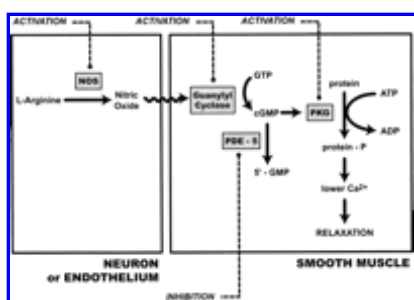 ACTIVATION
ACTIVATION
ACTIVATION
NOS
L-Arginine
Nitric
Oxide
Guanylyl
Cyclase
GTP
cGMP
PKG
PDE - 5
5' - GMP
protein
ATP
ADP
protein - P
lower Ca²⁺
RELAXATION
NEURON
or ENDOTHELIUM
SMOOTH MUSCLE
INHIBITION